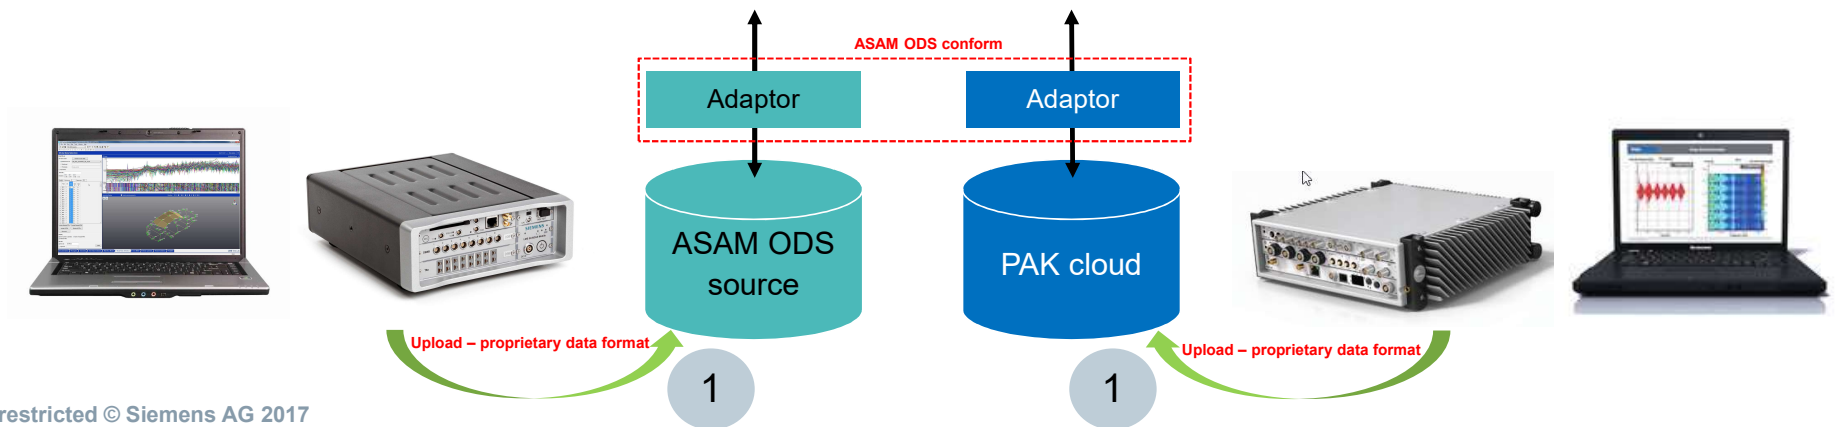 ASAM ODS conform
Adaptor
Adaptor
SIEMENS
ASAM ODS
source
PAK cloud
Upload – proprietary data format
Upload – proprietary data format
1
1
restricted © Siemens AG 2017